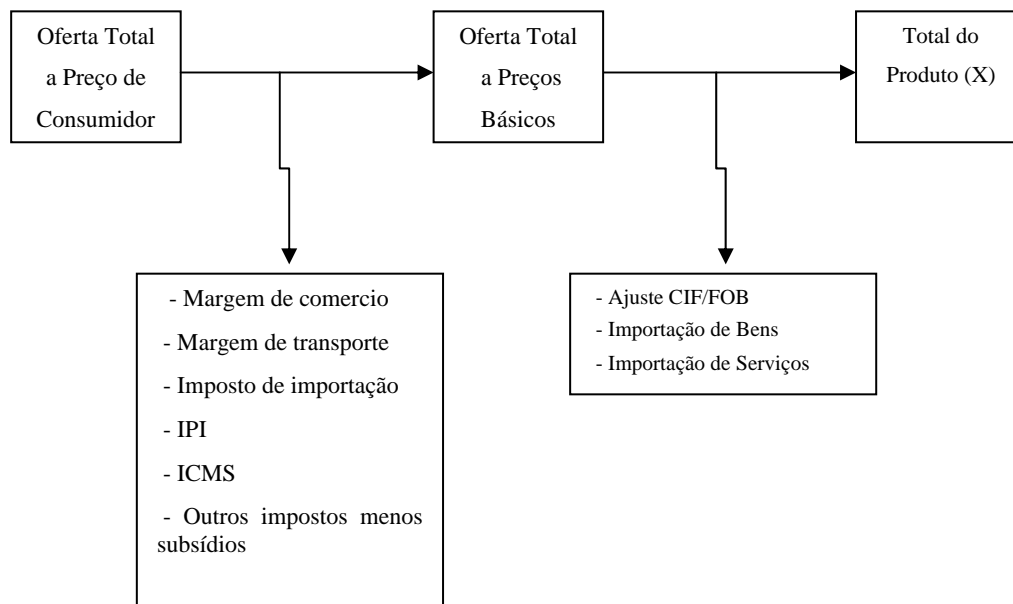 Oferta Total
a Preço de
Consumidor
Oferta Total
a Preços
Básicos
Total do
Produto (X)
- Margem de comercio
- Margem de transporte
- Imposto de importação
- IPI
- ICMS
- Outros impostos menos
subsídios
- Ajuste CIF/FOB
- Importação de Bens
- Importação de Serviços